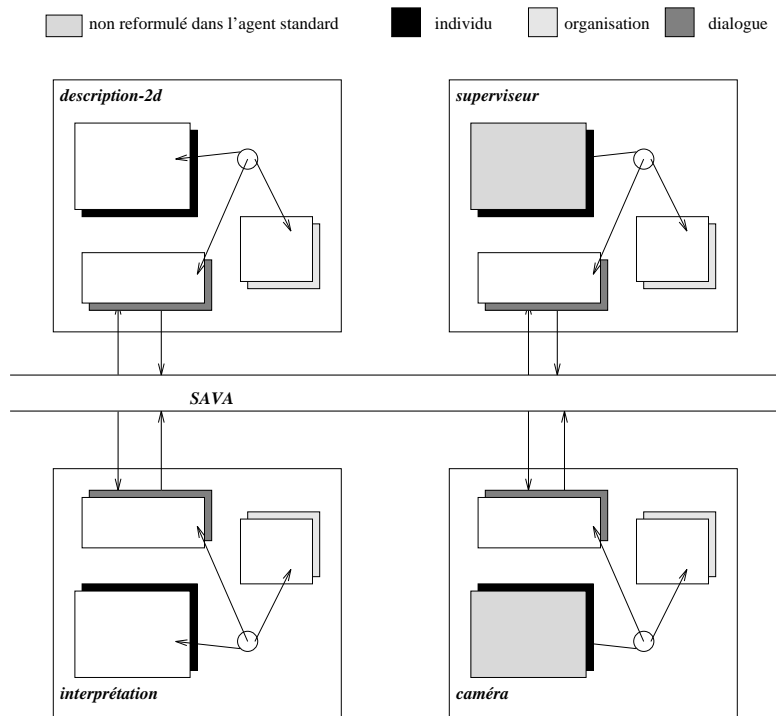 non reformulé dans l'agent standard
individu
organisation
dialogue
description-2d
superviseur
SAVA
interprétation
caméra